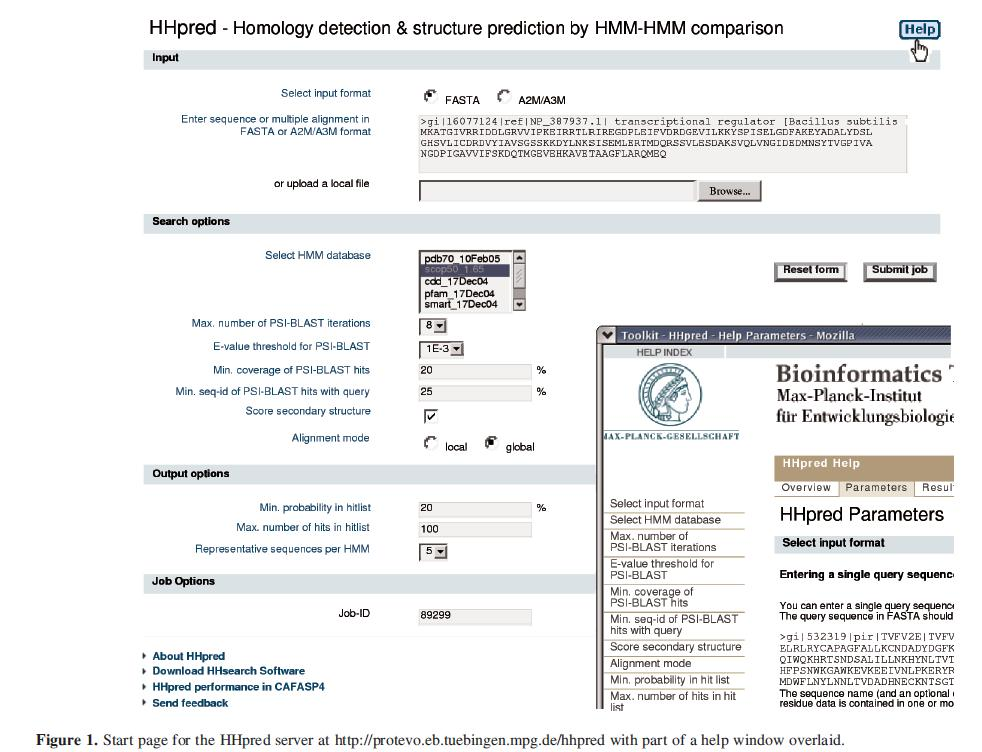 HHpred - Homology detection & structure prediction by HMM-HMM comparison
Help
Input
Select input format
FASTA A2M/A3M
Enter sequence or multiple alignment in
FASTA or A2M/A3M format
>gi|16077124|ref|NP_387937.1| transcriptional regulator [Bacillus subtilis
MKATGIVRRIDDLGRVVIPKEIRRTLRIREGDPLEIFVDRDGEVILKKYSPISELGDFAKEYADALYDSL
GHSVLICDRDVYIAVSGSSKKDYLNKSISEMLERTMDQRSSVLESDAKSVQLVNGIDEDMNSYTVGPIVA
NGDPIGAVVIFSKDQTMGEVEHKAVETAAGFLARQMEQ
or upload a local file
Browse...
Search options
Select HMM database
pdb70_10Feb05
scop50_1.65
cdd_17Dec04
pfam_17Dec04
smart_17Dec04
Reset form Submit job
Max. number of PSI-BLAST iterations 8
E-value threshold for PSI-BLAST 1E-3
Min. coverage of PSI-BLAST hits 20 %
Min. seq-id of PSI-BLAST hits with query 25 %
Score secondary structure
Alignment mode local global
Output options
Min. probability in hitlist 20 %
Max. number of hits in hitlist 100
Representative sequences per HMM 5
Job Options
Job-ID 89299
About HHpred
Download HHsearch Software
HHpred performance in CAFASP4
Send feedback
Toolkit - HHpred - Help Parameters - Mozilla
HELP INDEX
MAX-PLANCK-GESELLSCHAFT
Select input format
Select HMM database
Max. number of
PSI-BLAST iterations
E-value threshold for
PSI-BLAST
Min. coverage of
PSI-BLAST hits
Min. seq-id of PSI-BLAST
hits with query
Score secondary structure
Alignment mode
Min. probability in hit list
Max. number of hits in hit
list
Bioinformatics
Max-Planck-Institut
für Entwicklungsbiologie
HHpred Help
Overview Parameters Resul
HHpred Parameters
Select input format
Entering a single query sequenc
You can enter a single query sequence
The query sequence in FASTA should
>gi|532319|pir|TVFV2E|TVFV
ELRLRYCAPAGFALLKCNDADYDGFK
QIWQKHRTSNDSALILLNKHYNLTVT
HFPSNWKGAWKEVIVNLPKERYR
MDWFLNYLNNLTVDADHNECKNTSGT
The sequence name (and an optional
residue data is contained in one or mo
Figure 1. Start page for the HHpred server at http://protevo.eb.tuebingen.mpg.de/hhpred with part of a help window overlaid.